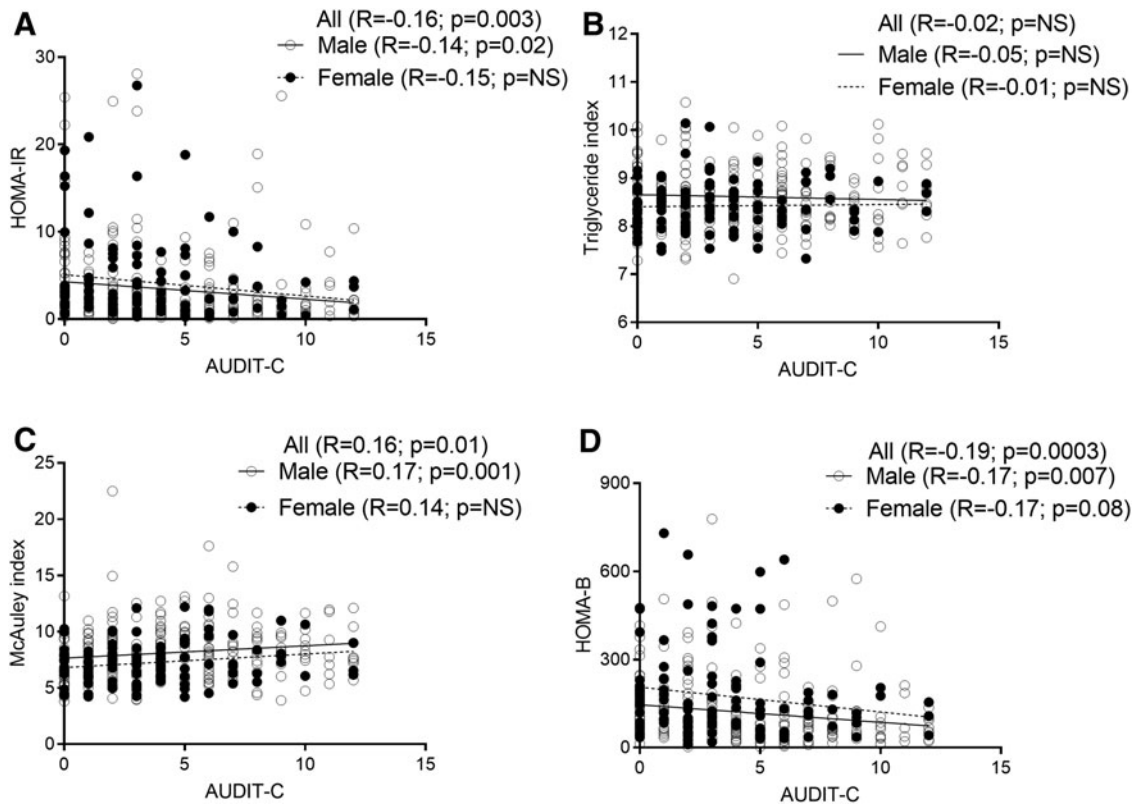 A
All (R=-0.16; p=0.003)
Male (R=-0.14; p=0.02)
Female (R=-0.15; p=NS)
30
20
10
0
HOMA-IR
0 5 10 15
AUDIT-C
B
All (R=-0.02; p=NS)
Male (R=-0.05; p=NS)
Female (R=-0.01; p=NS)
12
11
10
9
8
7
6
Triglyceride index
0 5 10 15
AUDIT-C
C
All (R=0.16; p=0.01)
Male (R=0.17; p=0.001)
Female (R=0.14; p=NS)
25
20
15
10
5
0
McAuley index
0 5 10 15
AUDIT-C
D
All (R=-0.19; p=0.0003)
Male (R=-0.17; p=0.007)
Female (R=-0.17; p=0.08)
900
600
300
0
HOMA-B
0 5 10 15
AUDIT-C